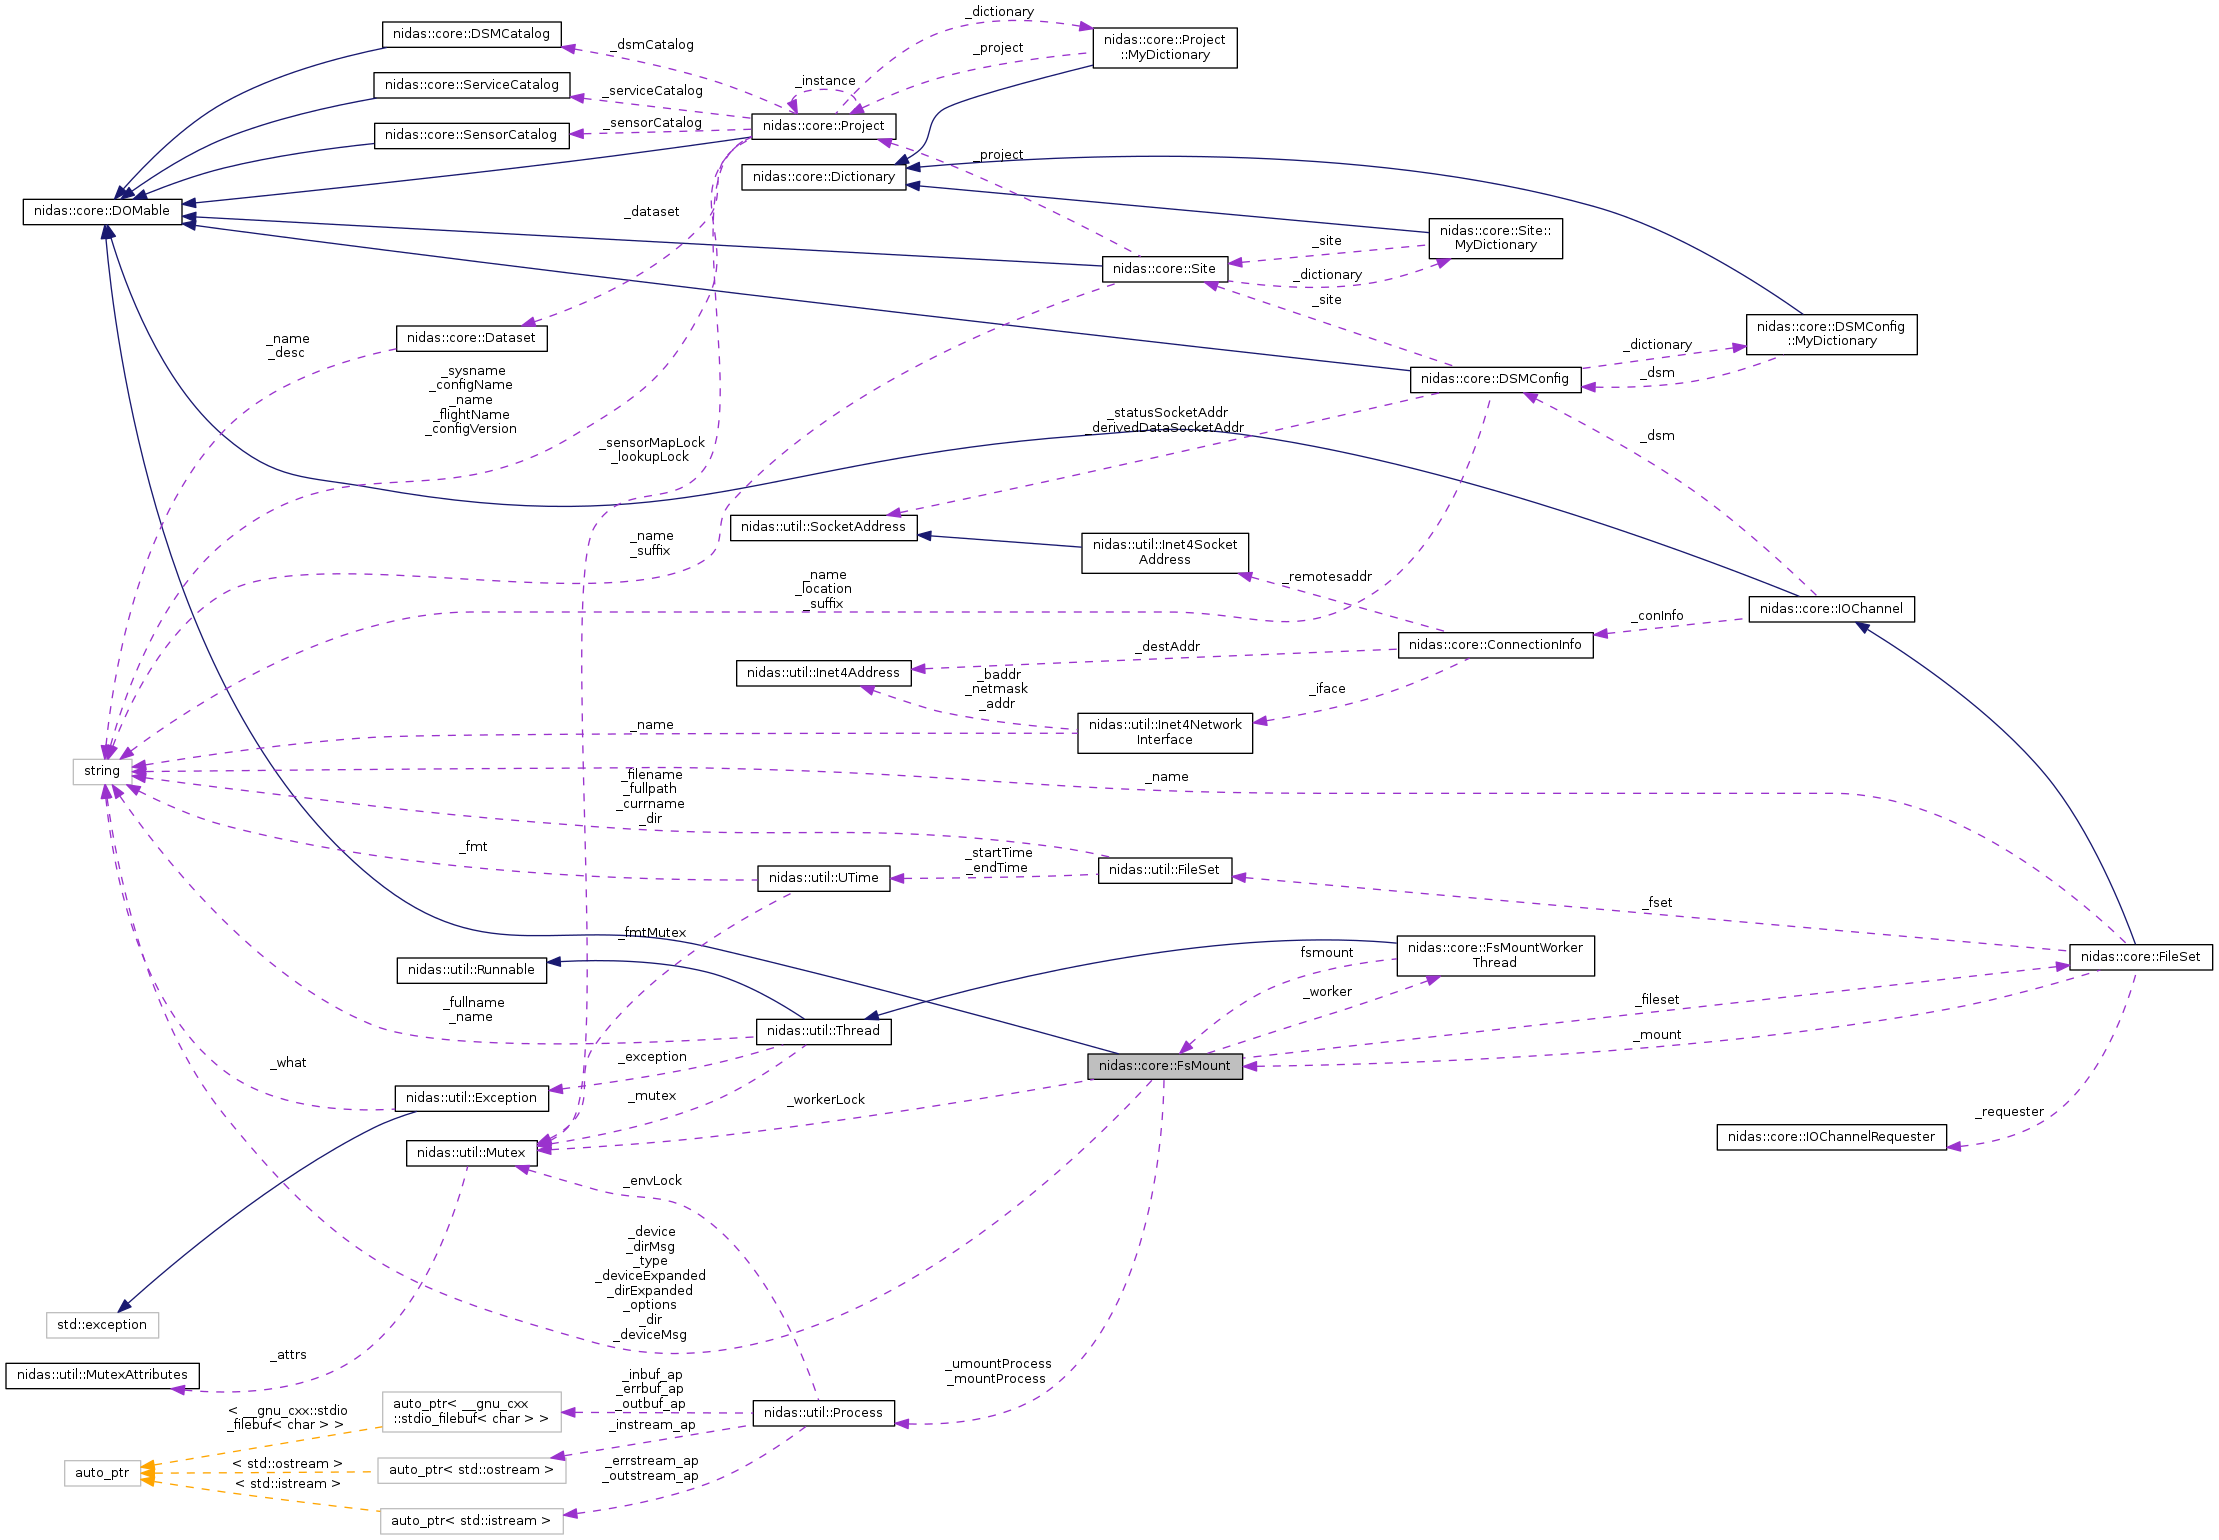 _dictionary
nidas::core::DSMCatalog
_dsmCatalog
nidas::core::Project
::MyDictionary
_project
nidas::core::ServiceCatalog
_instance
_serviceCatalog
nidas::core::SensorCatalog
_sensorCatalog
nidas::core::Project
_project
nidas::core::Dictionary
nidas::core::DOMable
_dataset
nidas::core::Site::
MyDictionary
_site
nidas::core::Site
_dictionary
_site
nidas::core::DSMConfig
::MyDictionary
nidas::core::Dataset
_name
_desc
_dictionary
_sysname
_configName
_name
_flightName
_configVersion
_dsm
nidas::core::DSMConfig
_statusSocketAddr
_derivedDataSocketAddr
_sensorMapLock
_lookupLock
_dsm
nidas::util::SocketAddress
_name
_suffix
nidas::util::Inet4Socket
Address
_name
_location
_suffix
_remotesaddr
nidas::core::IOChannel
_conInfo
nidas::core::ConnectionInfo
_destAddr
nidas::util::Inet4Address
_baddr
_netmask
_addr
_iface
_name
nidas::util::Inet4Network
Interface
string
_filename
_fullpath
_currname
_dir
_name
_fmt
_startTime
_endTime
nidas::util::UTime
nidas::util::FileSet
_fset
_fmtMutex
nidas::core::FsMountWorker
Thread
fsmount
nidas::core::FileSet
nidas::util::Runnable
_worker
_fileset
_fullname
_name
nidas::util::Thread
_mount
_what
_exception
nidas::core::FsMount
nidas::util::Exception
_mutex
_workerLock
_requester
nidas::core::IOChannelRequester
nidas::util::Mutex
_envLock
_device
_dirMsg
_type
_deviceExpanded
_dirExpanded
_options
_dir
_deviceMsg
std::exception
_attrs
nidas::util::MutexAttributes
_umountProcess
_mountProcess
_inbuf_ap
_errbuf_ap
_outbuf_ap
auto_ptr< __gnu_cxx
::stdio_filebuf< char > >
< __gnu_cxx::stdio
_filebuf< char > >
nidas::util::Process
_instream_ap
< std::ostream >
auto_ptr
auto_ptr< std::ostream >
_errstream_ap
_outstream_ap
< std::istream >
auto_ptr< std::istream >